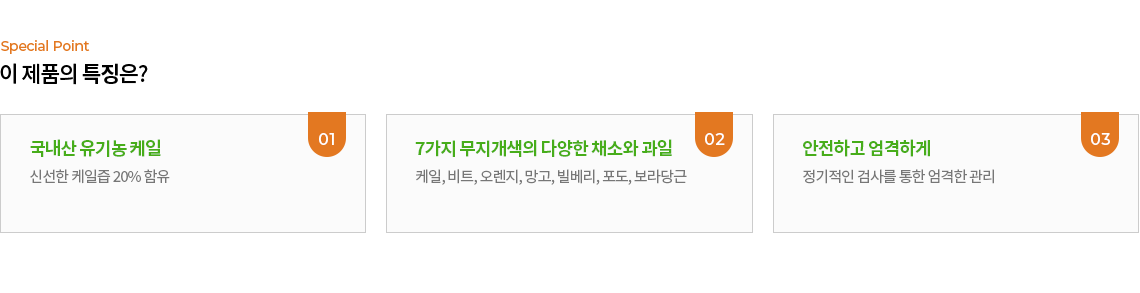 Special Point
이 제품의 특징은?
01
국내산 유기농 케일
신선한 케일즙 20% 함유
02
7가지 무지개색의 다양한 채소와 과일
케일, 비트, 오렌지, 망고, 빌베리, 포도, 보라당근
03
안전하고 엄격하게
정기적인 검사를 통한 엄격한 관리